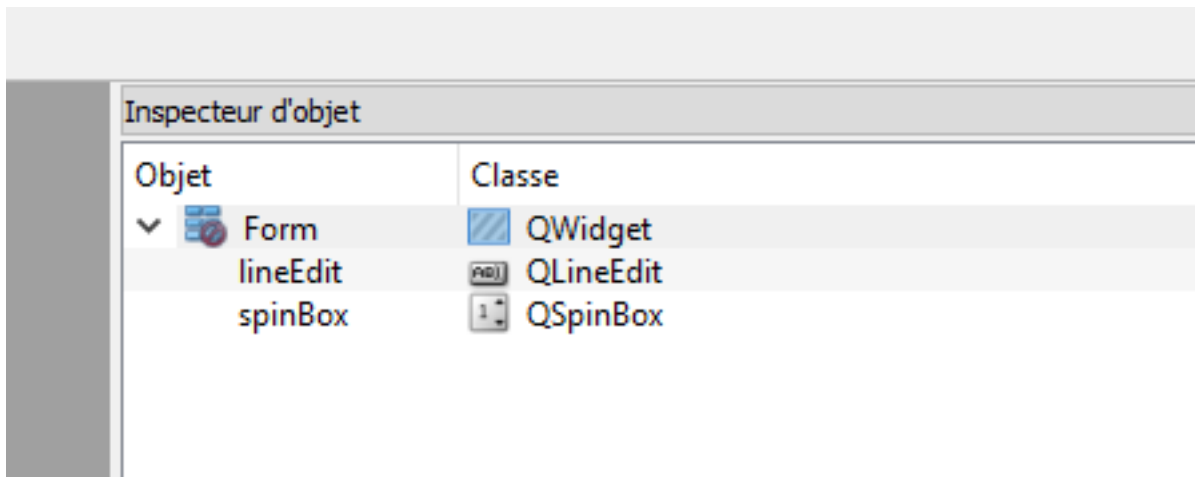 Inspecteur d'objet
Objet Classe
Form QWidget
lineEdit QLineEdit
spinBox QSpinBox